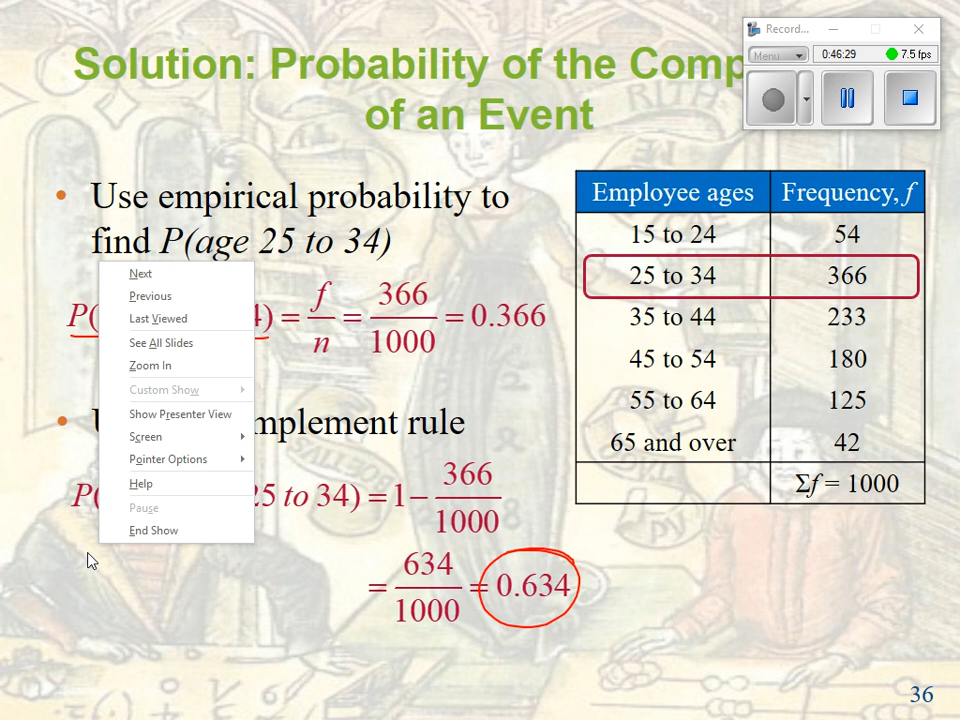 Solution: Probability of the Comp
of an Event
Record...
Menu
0:46:29
7.5 fps
• Use empirical probability to
find P(age 25 to 34)
P( 4) = f/n = 366/1000 = 0.366
Next
Previous
Last Viewed
See All Slides
Zoom In
Custom Show
Show Presenter View
Screen
Pointer Options
Help
Pause
End Show
• U mplement rule
P( 25 to 34) = 1 − 366/1000
= 634/1000 = 0.634
Employee ages Frequency, f
15 to 24 54
25 to 34 366
35 to 44 233
45 to 54 180
55 to 64 125
65 and over 42
Σf = 1000
36